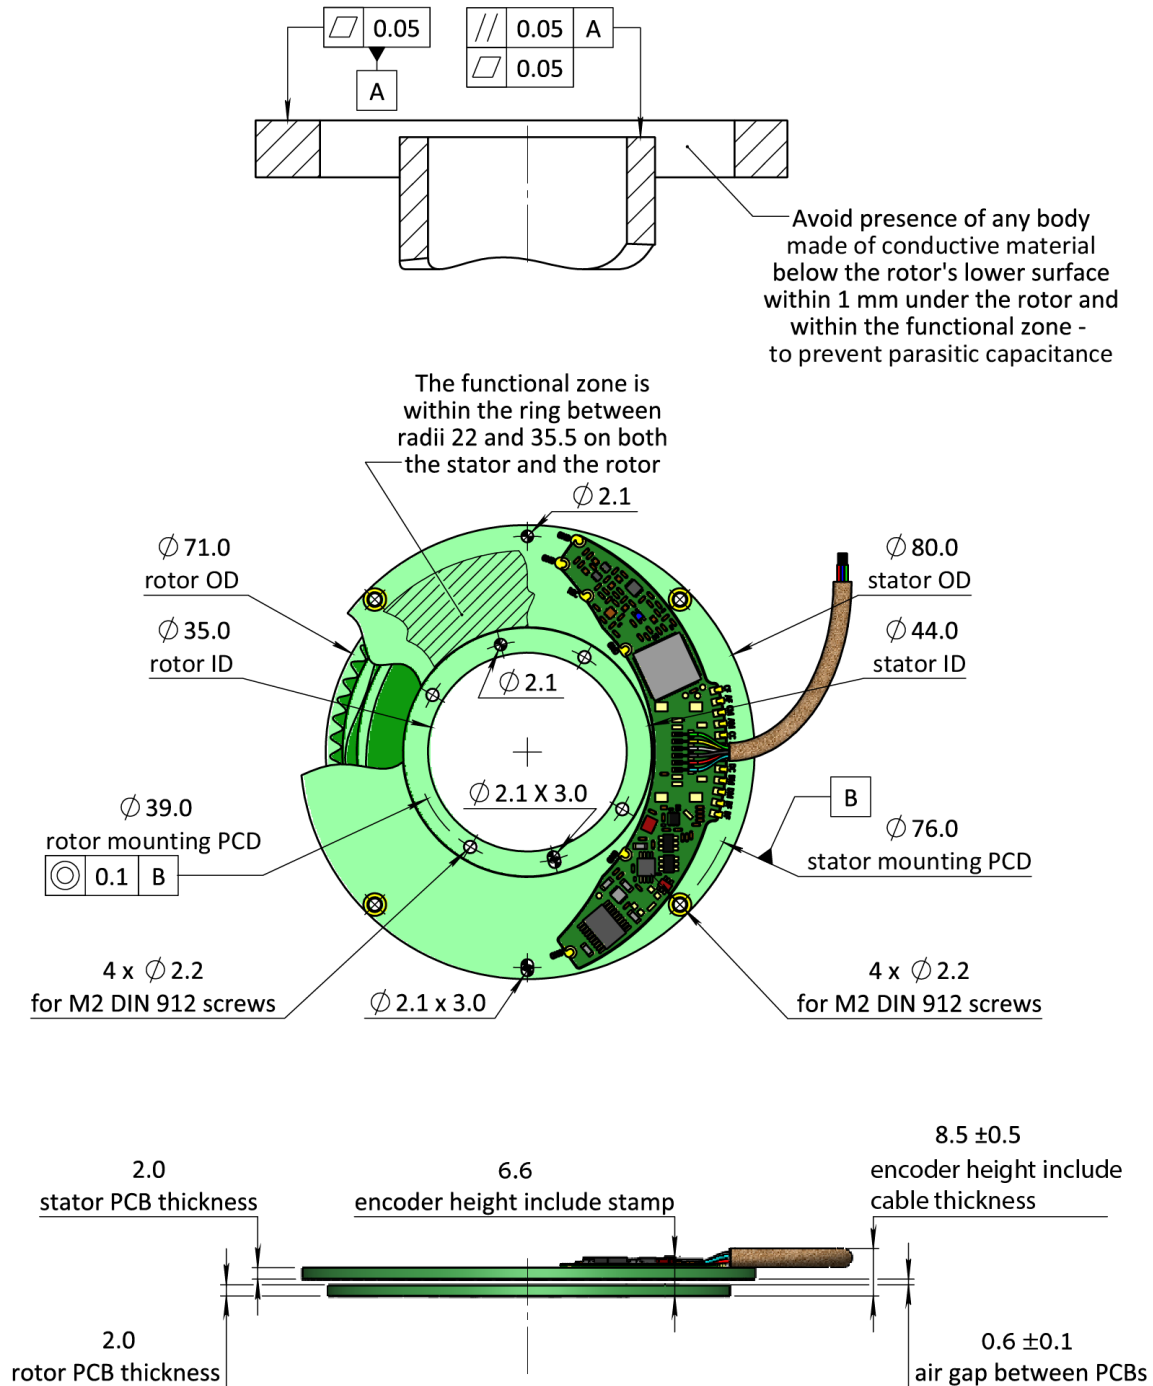 0.05
A
// 0.05 A
0.05
Avoid presence of any body
made of conductive material
below the rotor's lower surface
within 1 mm under the rotor and
within the functional zone -
to prevent parasitic capacitance
The functional zone is
within the ring between
radii 22 and 35.5 on both
the stator and the rotor
∅ 2.1
∅ 71.0
rotor OD
∅ 80.0
stator OD
∅ 35.0
rotor ID
∅ 44.0
stator ID
∅ 2.1
∅ 2.1 X 3.0
∅ 39.0
rotor mounting PCD
◎ 0.1 B
B
∅ 76.0
stator mounting PCD
4 x ∅ 2.2
for M2 DIN 912 screws
∅ 2.1 x 3.0
4 x ∅ 2.2
for M2 DIN 912 screws
2.0
stator PCB thickness
6.6
encoder height include stamp
8.5 ±0.5
encoder height include
cable thickness
2.0
rotor PCB thickness
0.6 ±0.1
air gap between PCBs